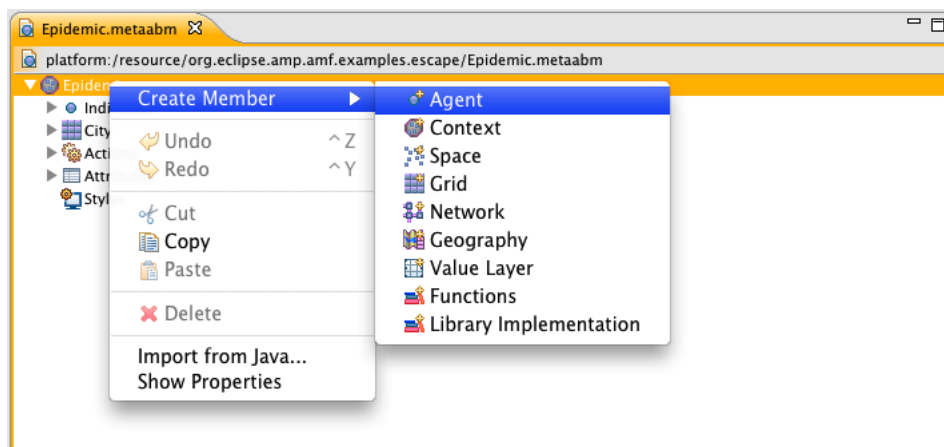 Epidemic.metaabm
platform:/resource/org.eclipse.amp.amf.examples.escape/Epidemic.metaabm
Create Member
Agent
City
Context
Undo ^ Z
Space
Redo ^ Y
Grid
Cut
Network
Copy
Geography
Paste
Value Layer
Functions
Delete
Library Implementation
Import from Java...
Show Properties